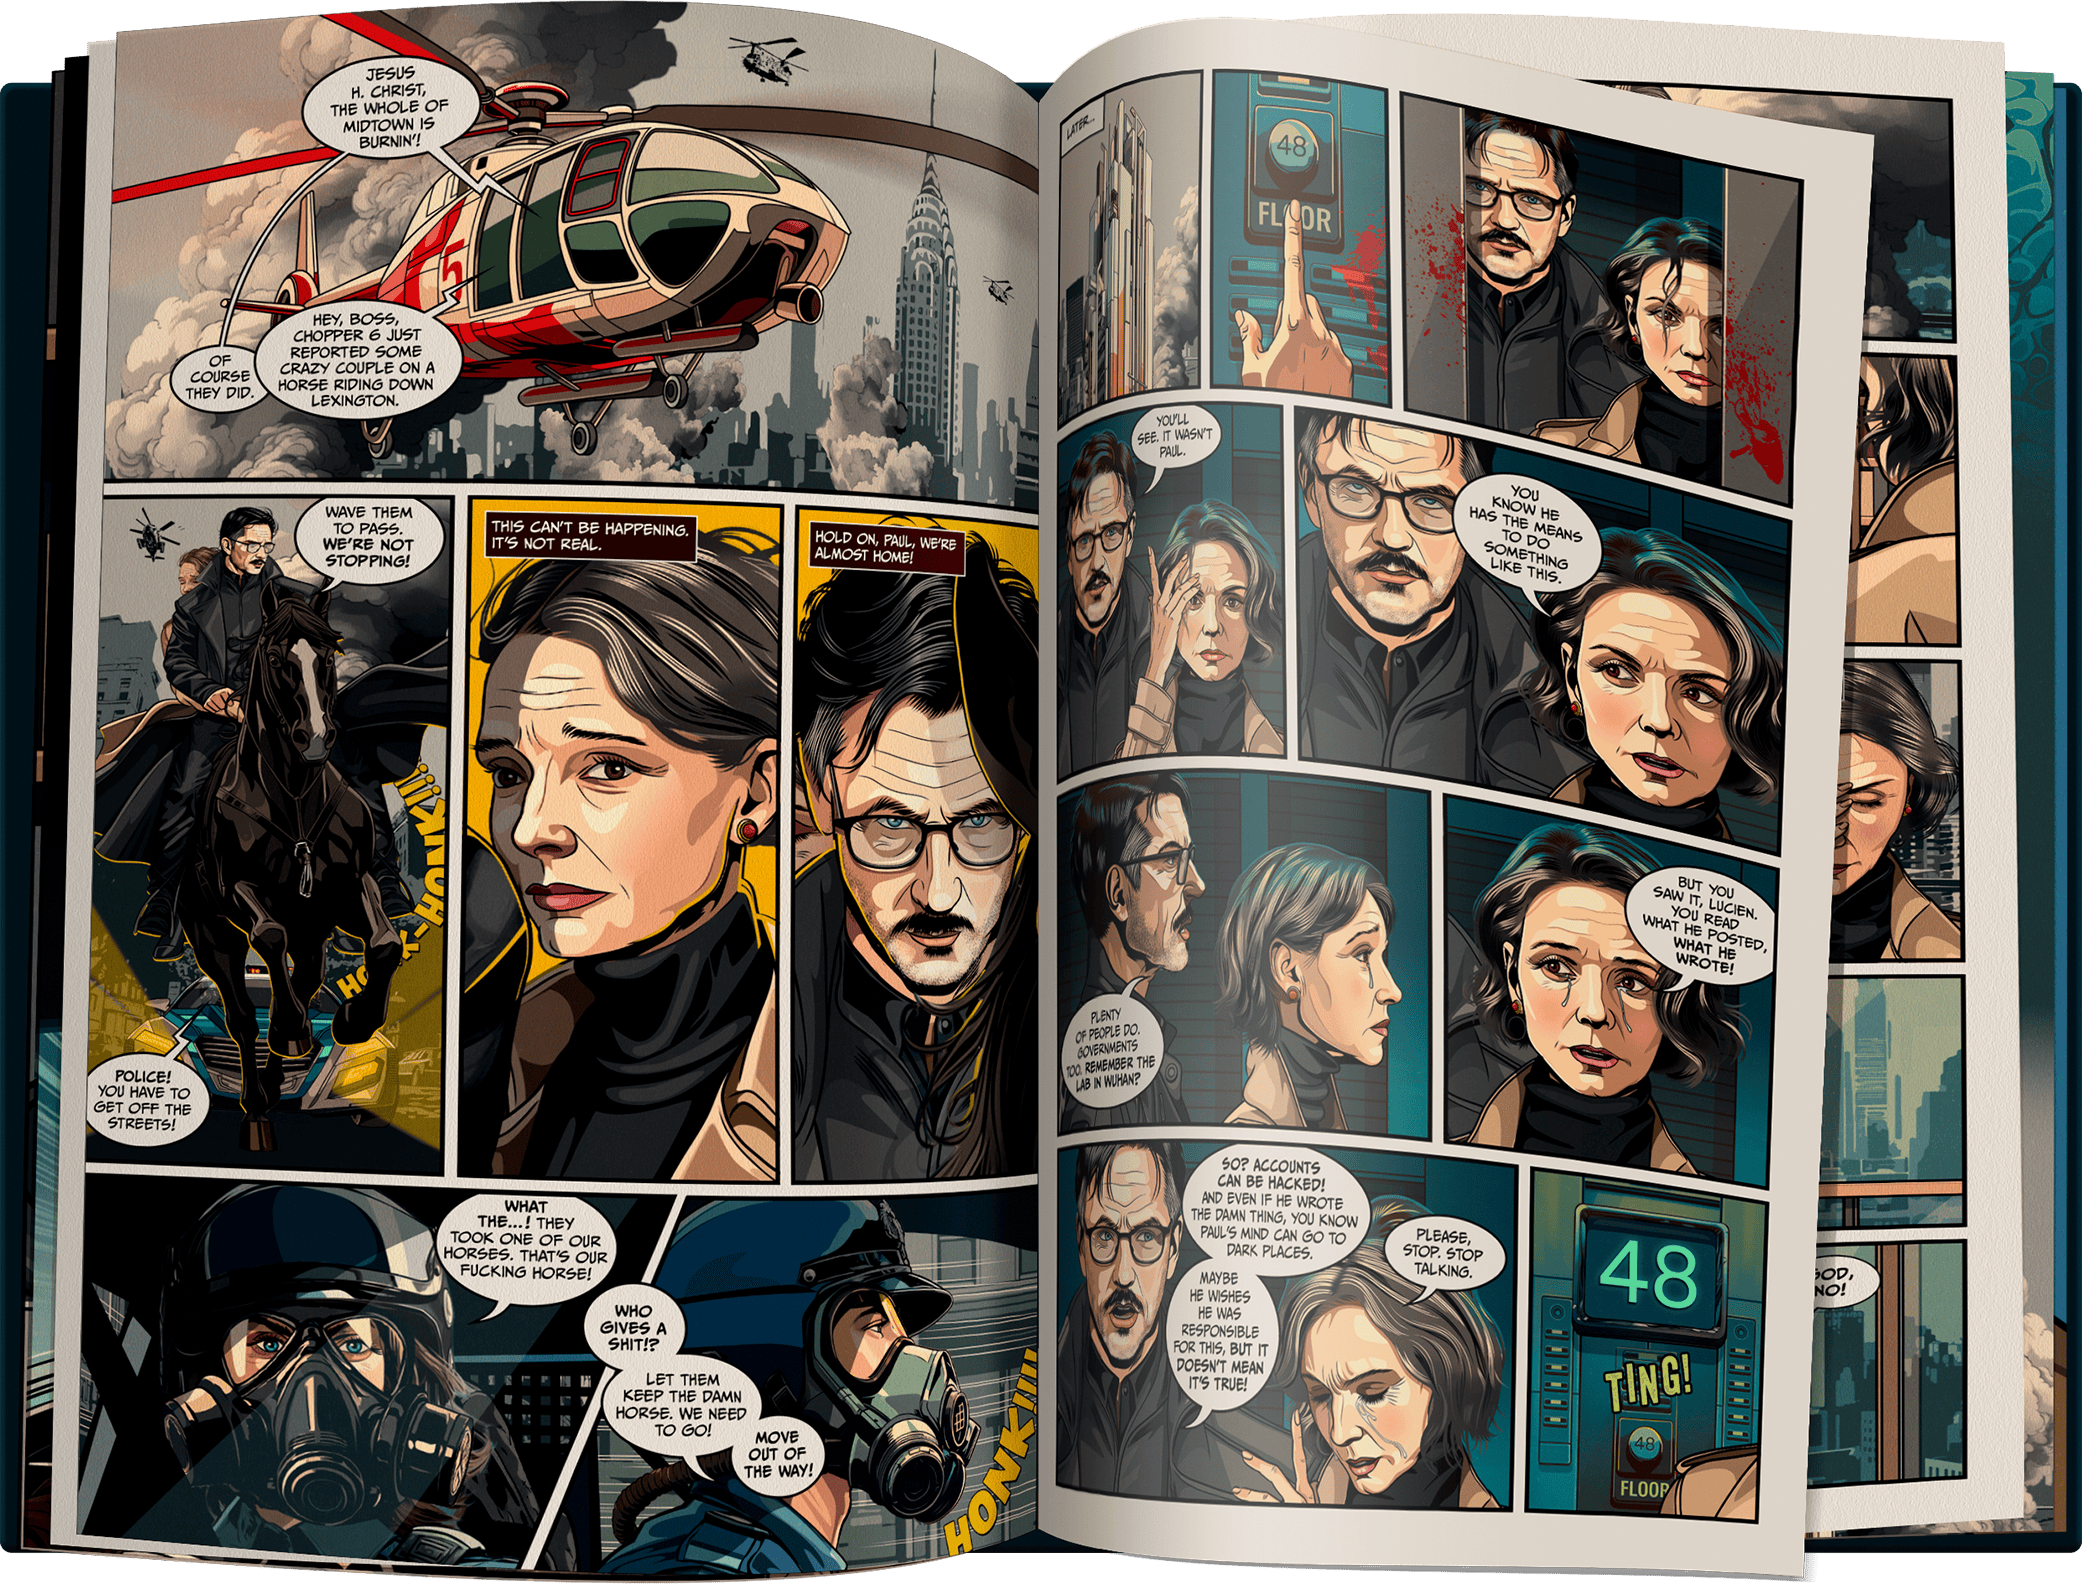 JESUS
H. CHRIST,
THE WHOLE OF
MIDTOWN IS
BURNIN'!
5
HEY, BOSS,
CHOPPER 6 JUST
REPORTED SOME
CRAZY COUPLE ON A
HORSE RIDING DOWN
LEXINGTON.
OF
COURSE
THEY DID.
WAVE THEM
TO PASS.
WE'RE NOT
STOPPING!
POLICE!
YOU HAVE TO
GET OFF THE
STREETS!
THIS CAN'T BE HAPPENING.
IT'S NOT REAL.
HOLD ON, PAUL, WE'RE
ALMOST HOME!
WHAT
THE...! THEY
TOOK ONE OF OUR
HORSES. THAT'S OUR
FUCKING HORSE!
WHO
GIVES A
SHIT!?
LET THEM
KEEP THE DAMN
HORSE. WE NEED
TO GO!
MOVE
OUT OF
THE WAY!
HONK!!!!
LATER...
48
FLOOR
YOU'LL
SEE. IT WASN'T
PAUL.
YOU
KNOW HE
HAS THE MEANS
TO DO
SOMETHING
LIKE THIS.
PLENTY
OF PEOPLE DO.
GOVERNMENTS
TOO. REMEMBER THE
LAB IN WUHAN?
BUT YOU
SAW IT, LUCIEN.
YOU READ
WHAT HE POSTED,
WHAT HE
WROTE!
SO? ACCOUNTS
CAN BE HACKED!
AND EVEN IF HE WROTE
THE DAMN THING, YOU KNOW
PAUL'S MIND CAN GO TO
DARK PLACES.
MAYBE
HE WISHES
HE WAS
RESPONSIBLE
FOR THIS, BUT IT
DOESN'T MEAN
IT'S TRUE!
PLEASE,
STOP. STOP
TALKING.
48
TING!
48
FLOOR
GOD,
NO!